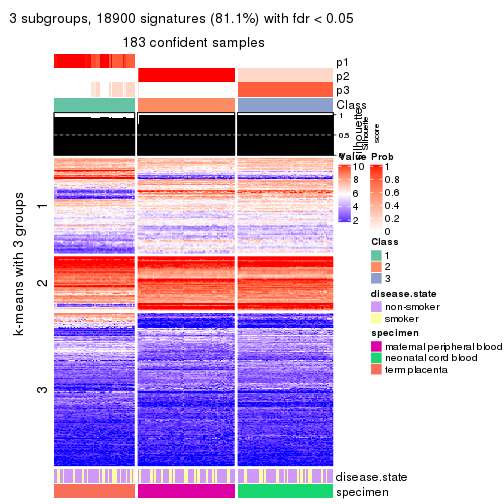 3 subgroups, 18900 signatures (81.1%) with fdr < 0.05
183 confident samples
p1
p2
p3
Class
1
0.5
0
Silhouette
score
silhouette
k-means with 3 groups
1
2
3
Value
10
8
6
4
2
Prob
1
0.8
0.6
0.4
0.2
0
Class
1
2
3
disease.state
non-smoker
smoker
specimen
maternal peripheral blood
neonatal cord blood
term placenta
disease.state
specimen